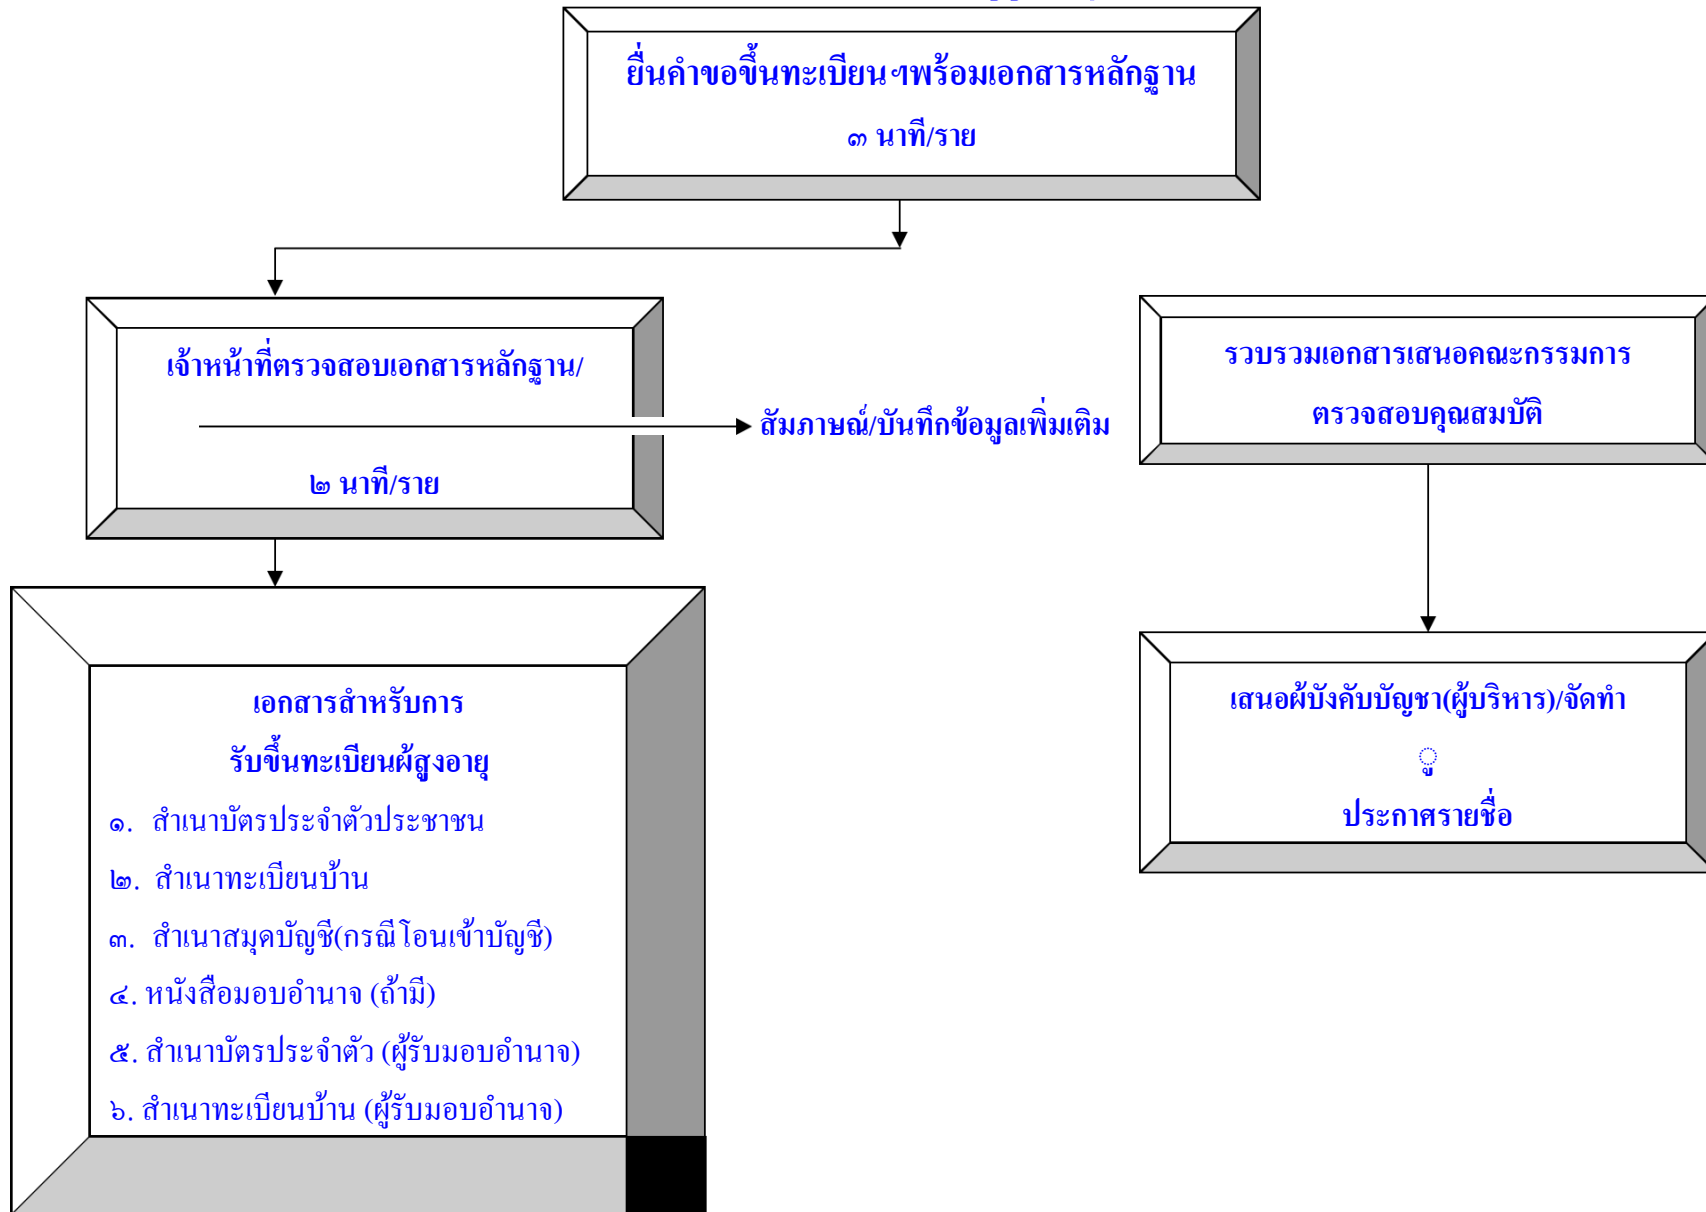 ยื่นคำขอขึ้นทะเบียนฯพร้อมเอกสารหลักฐาน
๓ นาที/ราย
เจ้าหน้าที่ตรวจสอบเอกสารหลักฐาน/
สัมภาษณ์/บันทึกข้อมูลเพิ่มเติม
๒ นาที/ราย
รวบรวมเอกสารเสนอคณะกรรมการ
ตรวจสอบคุณสมบัติ
เอกสารสำหรับการ
รับขึ้นทะเบียนผ้สูงอายุ
๑. สำเนาบัตรประจำตัวประชาชน
๒. สำเนาทะเบียนบ้าน
๓. สำเนาสมุดบัญชี(กรณีโอนเข้าบัญชี)
๔. หนังสือมอบอำนาจ (ถ้ามี)
๕. สำเนาบัตรประจำตัว (ผู้รับมอบอำนาจ)
๖. สำเนาทะเบียนบ้าน (ผู้รับมอบอำนาจ)
เสนอผ้บังคับบัญชา(ผู้บริหาร)/จัดทำ
ู
ประกาศรายชื่อ